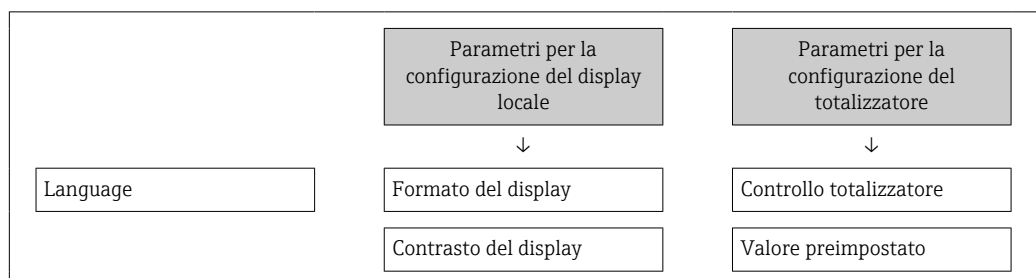 Parametri per la
configurazione del display
locale
Parametri per la
configurazione del
totalizzatore
↓
↓
Language
Formato del display
Controllo totalizzatore
Contrasto del display
Valore preimpostato